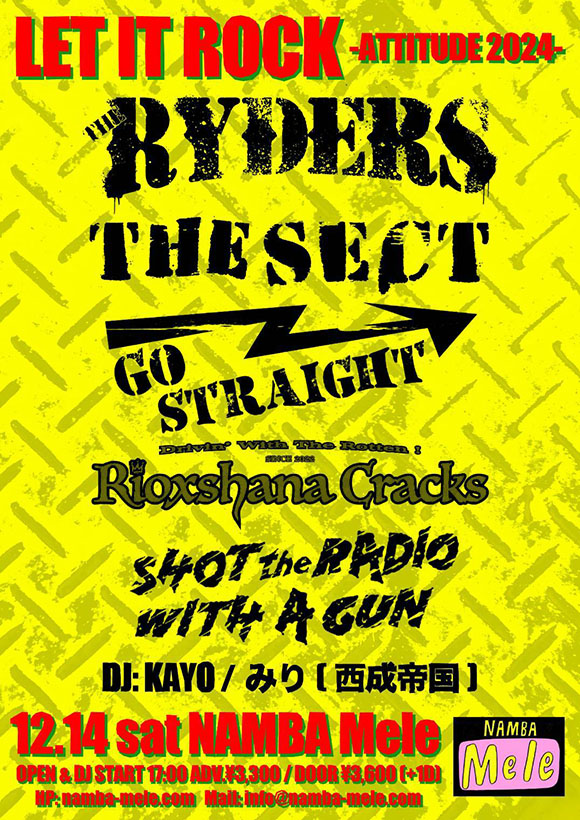 LET IT ROCK -ATTITUDE 2024-
THE RYDERS
THE SECT
GO
STRAIGHT
Drivin' With The Rotten !
SINCE 2022
Rioxshana Cracks
SHOT the RADIO
WITH A GUN
DJ: KAYO / みり〔西成帝国〕
12.14 sat NAMBA Mele
OPEN & DJ START 17:00 ADV.¥3,300 / DOOR ¥3,600 (+1D)
HP: namba-mele.com Mail: info@namba-mele.com
NAMBA
Mele